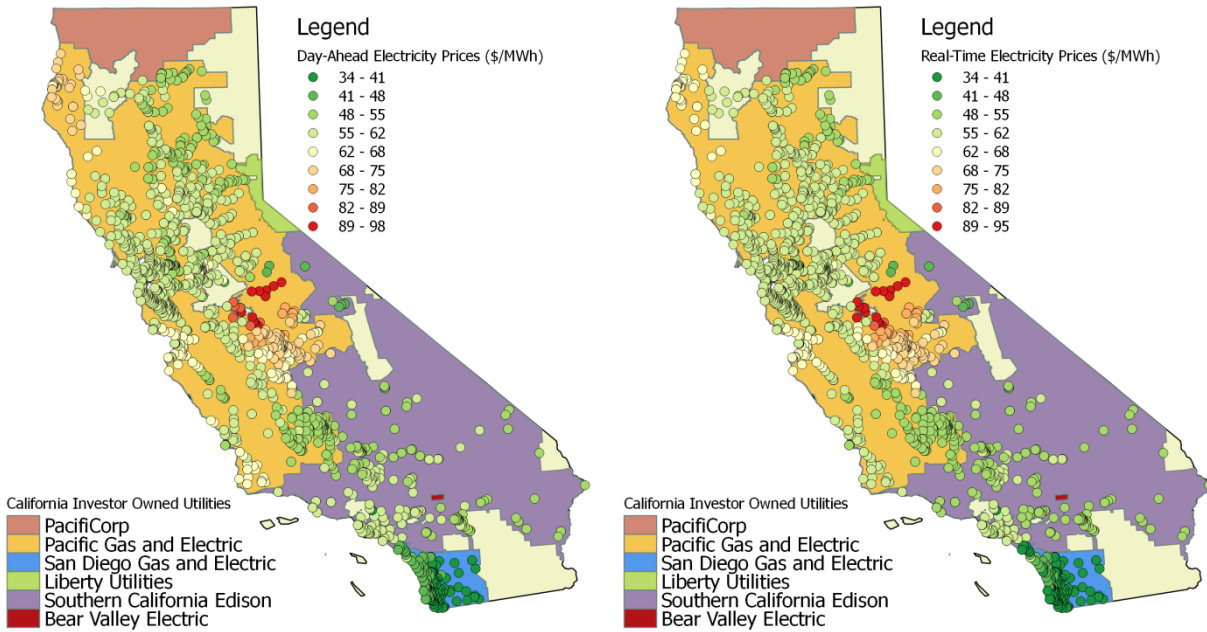 Legend
Day-Ahead Electricity Prices ($/MWh)
34 - 41
41 - 48
48 - 55
55 - 62
62 - 68
68 - 75
75 - 82
82 - 89
89 - 98
California Investor Owned Utilities
PacifiCorp
Pacific Gas and Electric
San Diego Gas and Electric
Liberty Utilities
Southern California Edison
Bear Valley Electric
Legend
Real-Time Electricity Prices ($/MWh)
34 - 41
41 - 48
48 - 55
55 - 62
62 - 68
68 - 75
75 - 82
82 - 89
89 - 95
California Investor Owned Utilities
PacifiCorp
Pacific Gas and Electric
San Diego Gas and Electric
Liberty Utilities
Southern California Edison
Bear Valley Electric